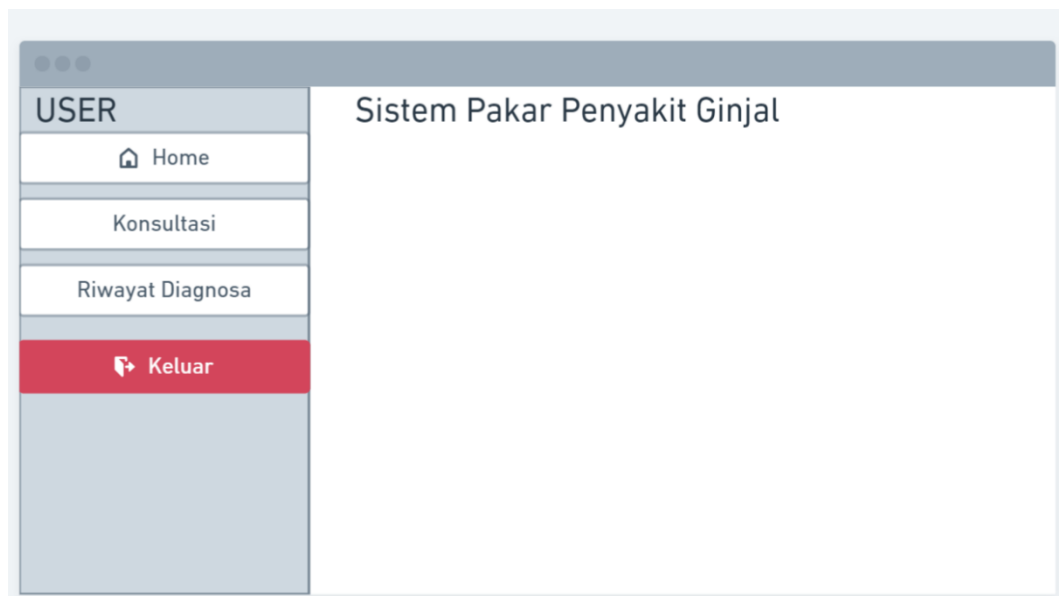 USER
Sistem Pakar Penyakit Ginjal
Home
Konsultasi
Riwayat Diagnosa
Keluar